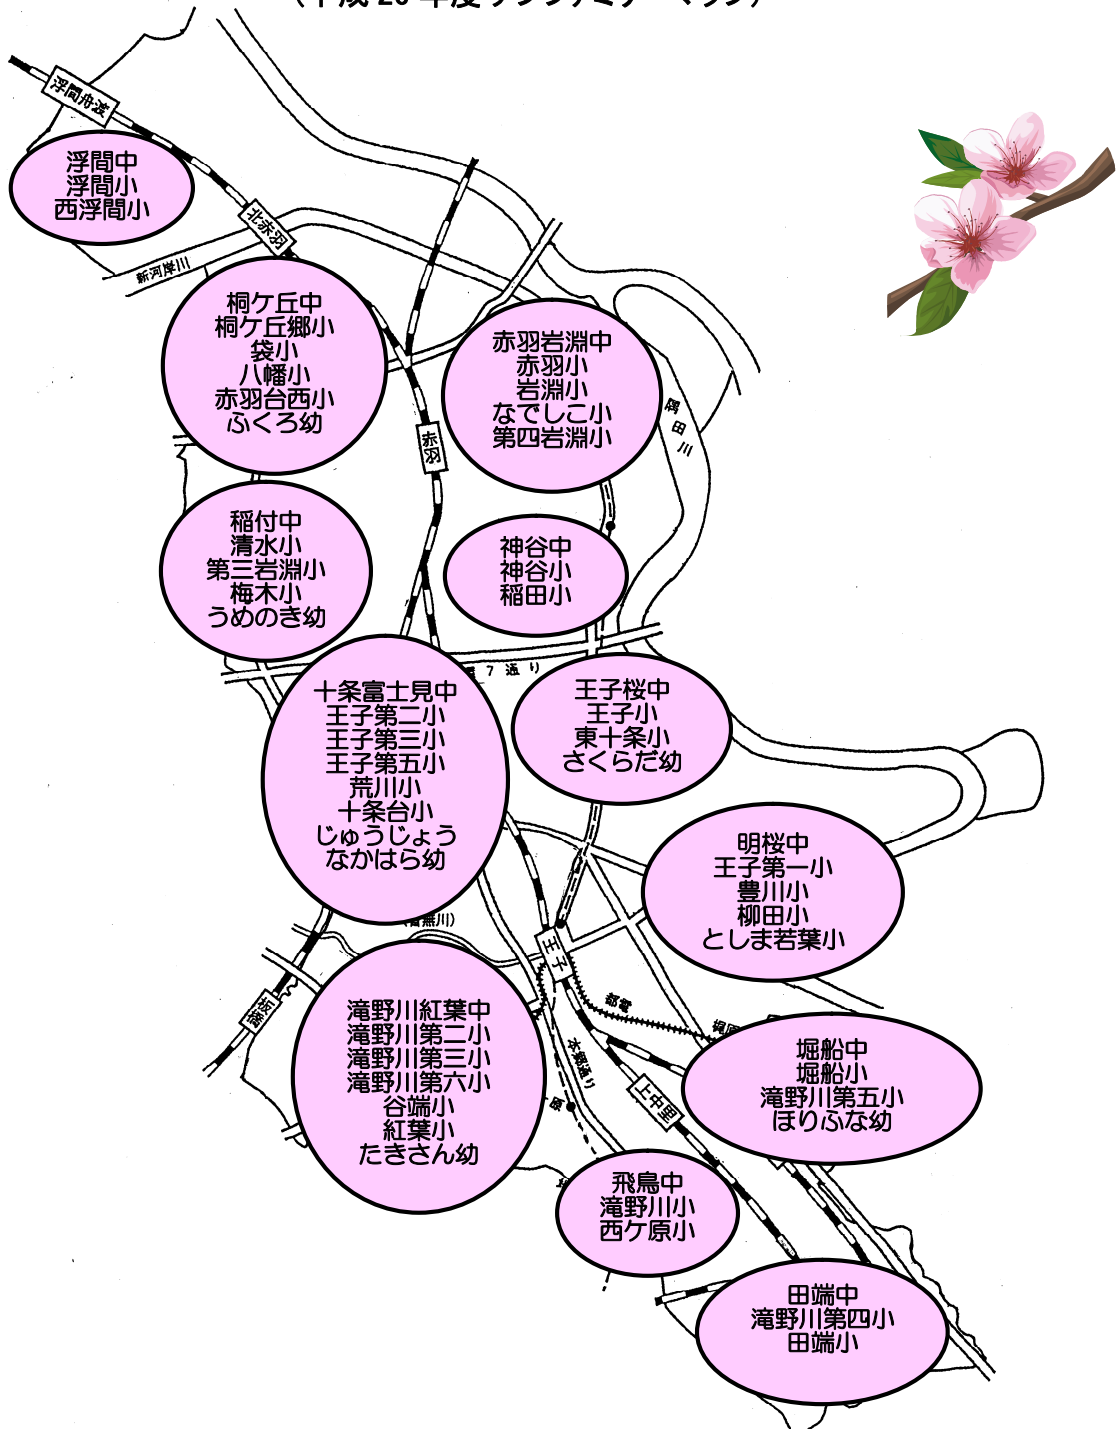 浮間舟渡
浮間中
浮間小
西浮間小
北赤羽
新河岸川
桐ケ丘中
桐ケ丘郷小
袋小
八幡小
赤羽台西小
ふくろ幼
赤羽岩淵中
赤羽小
岩淵小
なでしこ小
第四岩淵小
隅田川
赤羽
稲付中
清水小
第三岩淵小
梅木小
うめのき幼
神谷中
神谷小
稲田小
7通り
十条富士見中
王子第二小
王子第三小
王子第五小
荒川小
十条台小
じゅうじょう
なかはら幼
王子桜中
王子小
東十条小
さくらだ幼
明桜中
王子第一小
豊川小
柳田小
としま若葉小
王子
板橋
都電
滝野川紅葉中
滝野川第二小
滝野川第三小
滝野川第六小
谷端小
紅葉小
たきさん幼
本郷通り
上中里
堀船中
堀船小
滝野川第五小
ほりふな幼
飛鳥中
滝野川小
西ケ原小
田端中
滝野川第四小
田端小